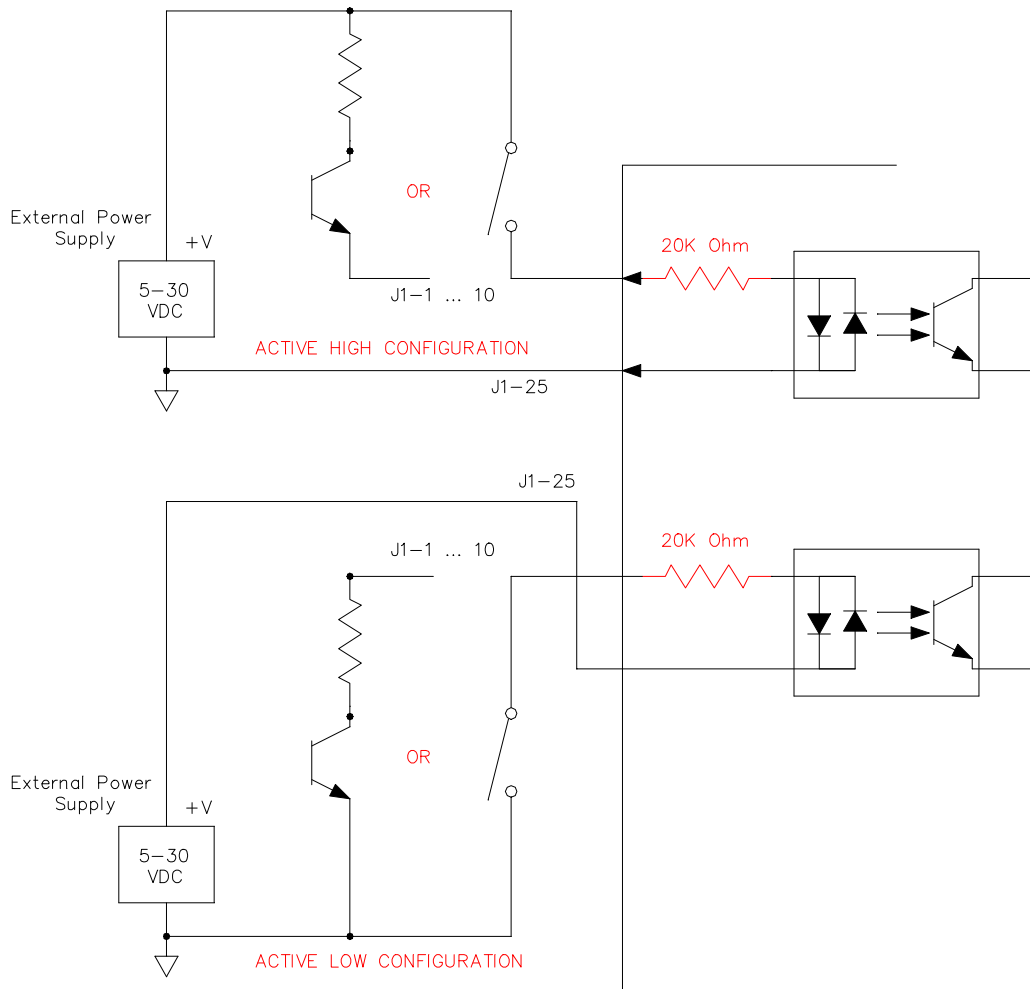 External Power
Supply
+V
5-30
VDC
OR
J1-1 ... 10
20K Ohm
ACTIVE HIGH CONFIGURATION
J1-25
J1-25
J1-1 ... 10
20K Ohm
OR
External Power
Supply
+V
5-30
VDC
ACTIVE LOW CONFIGURATION